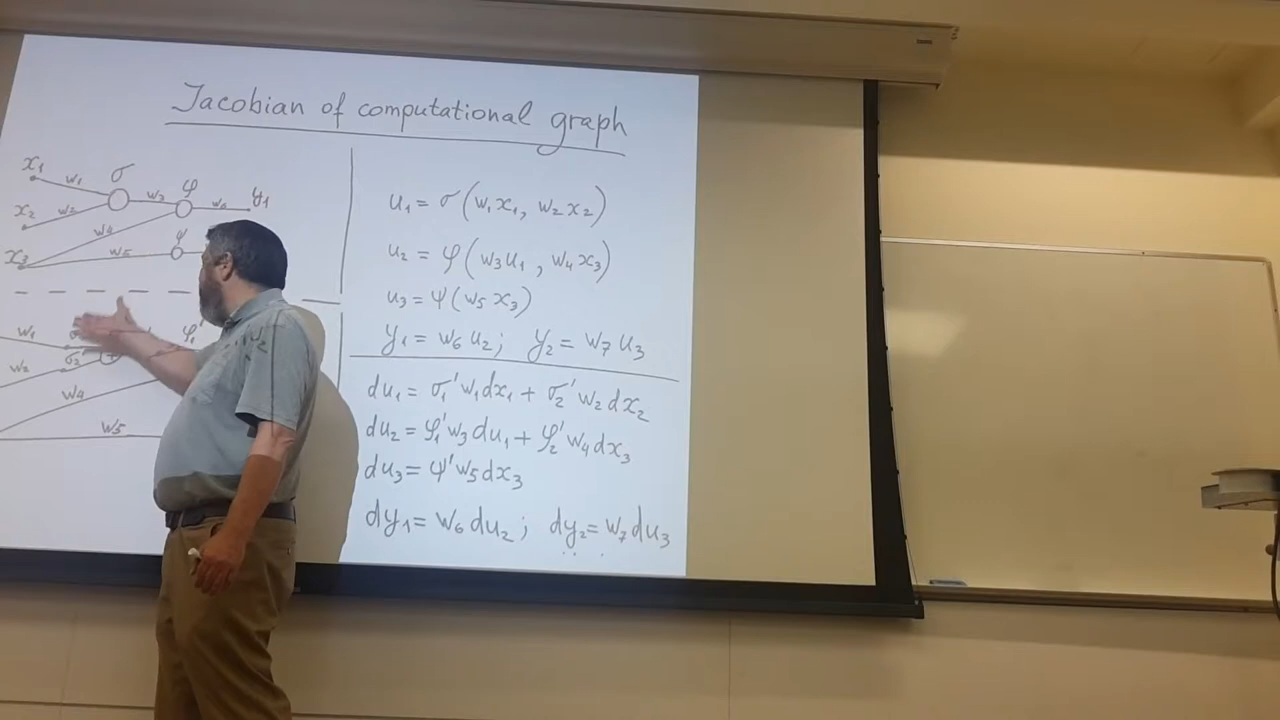 Jacobian of computational graph
x₁ w₁ σ w₃ φ w₆ y₁
x₂ w₂
w₄
x₃ w₅ ψ
w₁ φ₁'
w₂ σ₂' y₂
w₄
w₅
u₁ = σ(w₁x₁, w₂x₂)
u₂ = φ(w₃u₁, w₄x₃)
u₃ = ψ(w₅x₃)
y₁ = w₆u₂; y₂ = w₇u₃
du₁ = σ₁'w₁dx₁ + σ₂'w₂dx₂
du₂ = φ₁'w₃du₁ + φ₂'w₄dx₃
du₃ = ψ'w₅dx₃
dy₁ = w₆du₂; dy₂ = w₇du₃